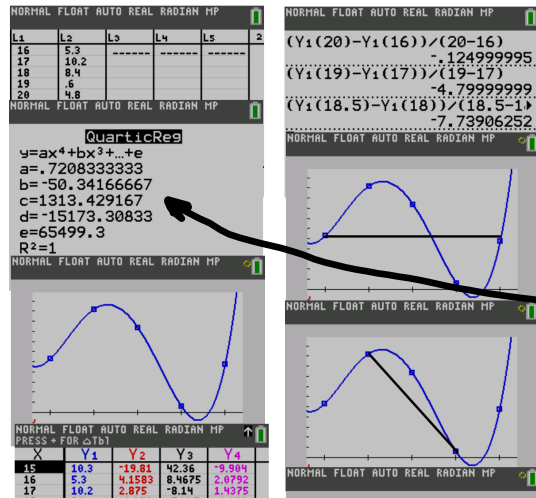 NORMAL FLOAT AUTO REAL RADIAN MP
L1 L2 L3 L4 L5 2
16 5.3 ------ ------ ------
17 10.2
18 8.4
19 .6
20 4.8
NORMAL FLOAT AUTO REAL RADIAN MP
QuarticReg
y=ax⁴+bx³+…+e
a=.7208333333
b=-50.34166667
c=1313.429167
d=-15173.30833
e=65499.3
R²=1
NORMAL FLOAT AUTO REAL RADIAN MP
NORMAL FLOAT AUTO REAL RADIAN MP
PRESS + FOR △Tbl
X Y1 Y2 Y3 Y4
15 10.3 -19.81 42.36 -9.904
16 5.3 4.1583 8.4675 2.0792
17 10.2 2.875 -8.14 1.4375
NORMAL FLOAT AUTO REAL RADIAN MP
(Y1(20)-Y1(16))/(20-16)
-.124999995
(Y1(19)-Y1(17))/(19-17)
-4.79999999
(Y1(18.5)-Y1(18))/(18.5-1
-7.73906252
NORMAL FLOAT AUTO REAL RADIAN MP
NORMAL FLOAT AUTO REAL RADIAN MP
NORMAL FLOAT AUTO REAL RADIAN MP